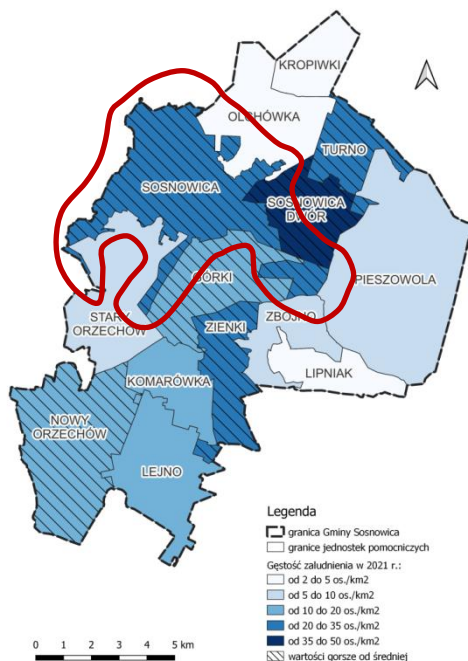 KROPIWKI
OLCHÓWKA
TURNO
SOSNOWICA
SOSNOWICA
DWÓR
PIESZOWOLA
GÓRKI
STARY
ORZECHÓW
ZIENKI
ZBÓJNO
LIPNIAK
KOMARÓWKA
NOWY
ORZECHÓW
LEJNO
Legenda
granica Gminy Sosnowica
granice jednostek pomocniczych
Gęstość zaludnienia w 2021 r.:
od 2 do 5 os./km2
od 5 do 10 os./km2
od 10 do 20 os./km2
od 20 do 35 os./km2
od 35 do 50 os./km2
wartości gorsze od średniej
0 1 2 3 4 5 km